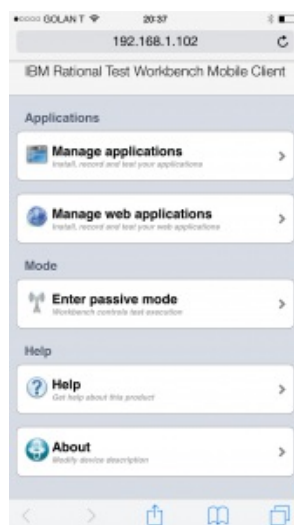 GOLAN T 20:37
192.168.1.102
IBM Rational Test Workbench Mobile Client
Applications
Manage applications
Install, record and test your applications
Manage web applications
Install, record and test your web applications
Mode
Enter passive mode
Workbench controls test execution
Help
Help
Get help about this product
About
Modify device description